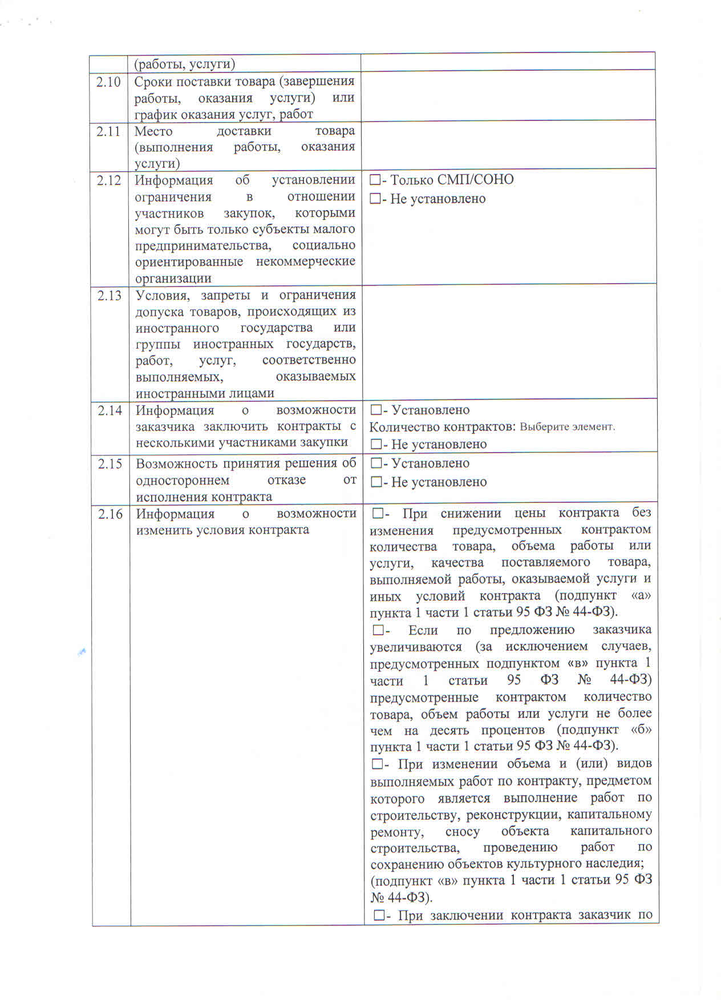 (работы, услуги)
2.10 Сроки поставки товара (завершения
работы, оказания услуги) или
график оказания услуг, работ
2.11 Место доставки товара
(выполнения работы, оказания
услуги)
2.12 Информация об установлении
ограничения в отношении
участников закупок, которыми
могут быть только субъекты малого
предпринимательства, социально
ориентированные некоммерческие
организации
☐- Только СМП/СОНО
☐- Не установлено
2.13 Условия, запреты и ограничения
допуска товаров, происходящих из
иностранного государства или
группы иностранных государств,
работ, услуг, соответственно
выполняемых, оказываемых
иностранными лицами
2.14 Информация о возможности
заказчика заключить контракты с
несколькими участниками закупки
☐- Установлено
Количество контрактов: Выберите элемент.
☐- Не установлено
2.15 Возможность принятия решения об
одностороннем отказе от
исполнения контракта
☐- Установлено
☐- Не установлено
2.16 Информация о возможности
изменить условия контракта
☐- При снижении цены контракта без
изменения предусмотренных контрактом
количества товара, объема работы или
услуги, качества поставляемого товара,
выполняемой работы, оказываемой услуги и
иных условий контракта (подпункт «а»
пункта 1 части 1 статьи 95 ФЗ № 44-ФЗ).
☐- Если по предложению заказчика
увеличиваются (за исключением случаев,
предусмотренных подпунктом «в» пункта 1
части 1 статьи 95 ФЗ № 44-ФЗ)
предусмотренные контрактом количество
товара, объем работы или услуги не более
чем на десять процентов (подпункт «б»
пункта 1 части 1 статьи 95 ФЗ № 44-ФЗ).
☐- При изменении объема и (или) видов
выполняемых работ по контракту, предметом
которого является выполнение работ по
строительству, реконструкции, капитальному
ремонту, сносу объекта капитального
строительства, проведению работ по
сохранению объектов культурного наследия;
(подпункт «в» пункта 1 части 1 статьи 95 ФЗ
№ 44-ФЗ).
☐- При заключении контракта заказчик по